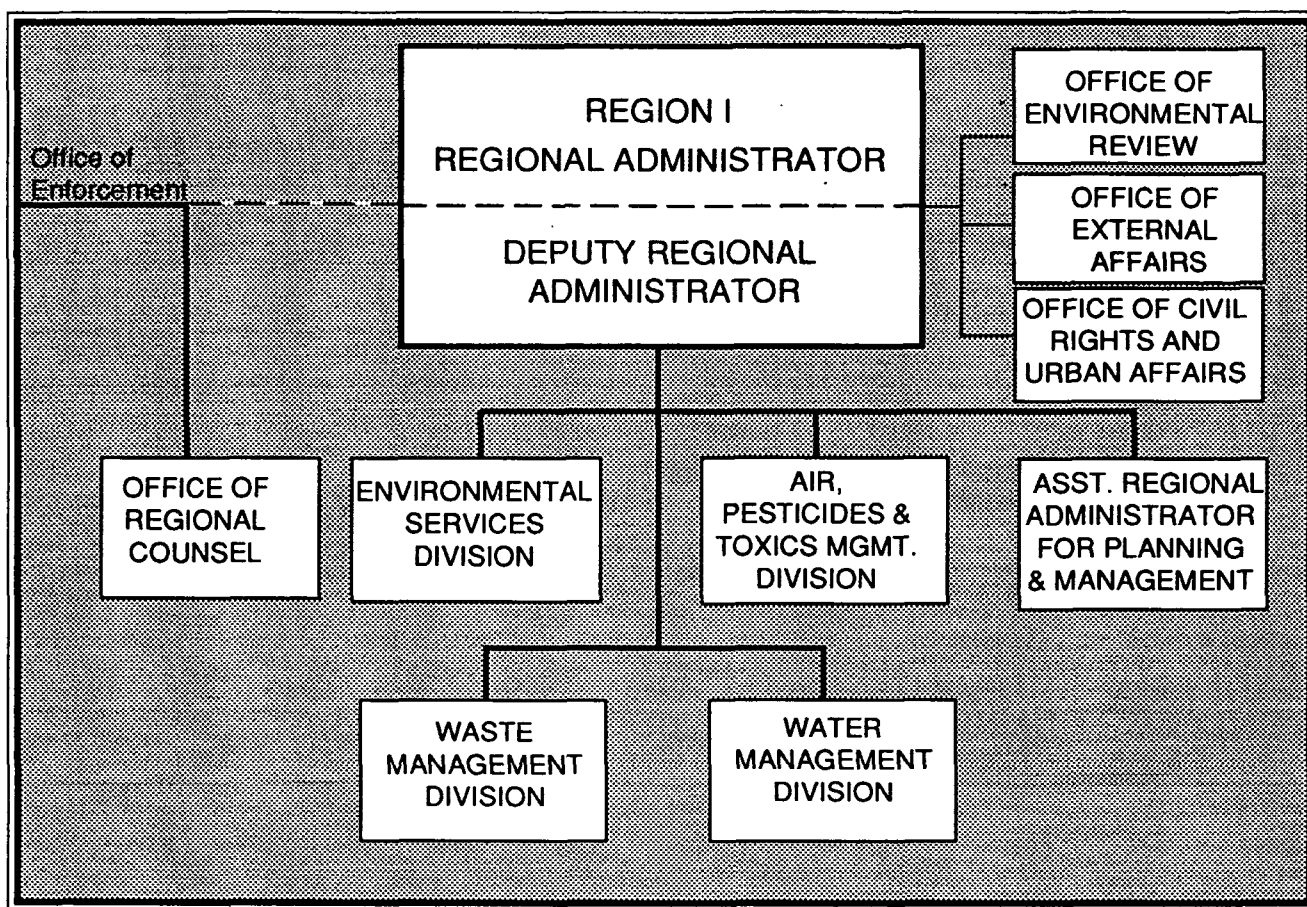 REGION I
REGIONAL ADMINISTRATOR
DEPUTY REGIONAL
ADMINISTRATOR
OFFICE OF
ENVIRONMENTAL
REVIEW
OFFICE OF
EXTERNAL
AFFAIRS
OFFICE OF CIVIL
RIGHTS AND
URBAN AFFAIRS
Office of
Enforcement
OFFICE OF
REGIONAL
COUNSEL
ENVIRONMENTAL
SERVICES
DIVISION
AIR,
PESTICIDES &
TOXICS MGMT.
DIVISION
ASST. REGIONAL
ADMINISTRATOR
FOR PLANNING
& MANAGEMENT
WASTE
MANAGEMENT
DIVISION
WATER
MANAGEMENT
DIVISION